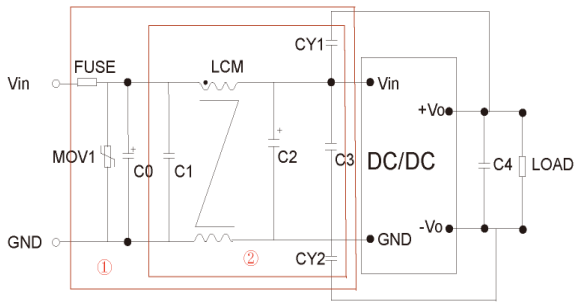 CY1
FUSE
LCM
Vin
Vin
+Vo
MOV1
C0
C1
C2
C3
DC/DC
C4
LOAD
GND
GND
-Vo
①
②
CY2